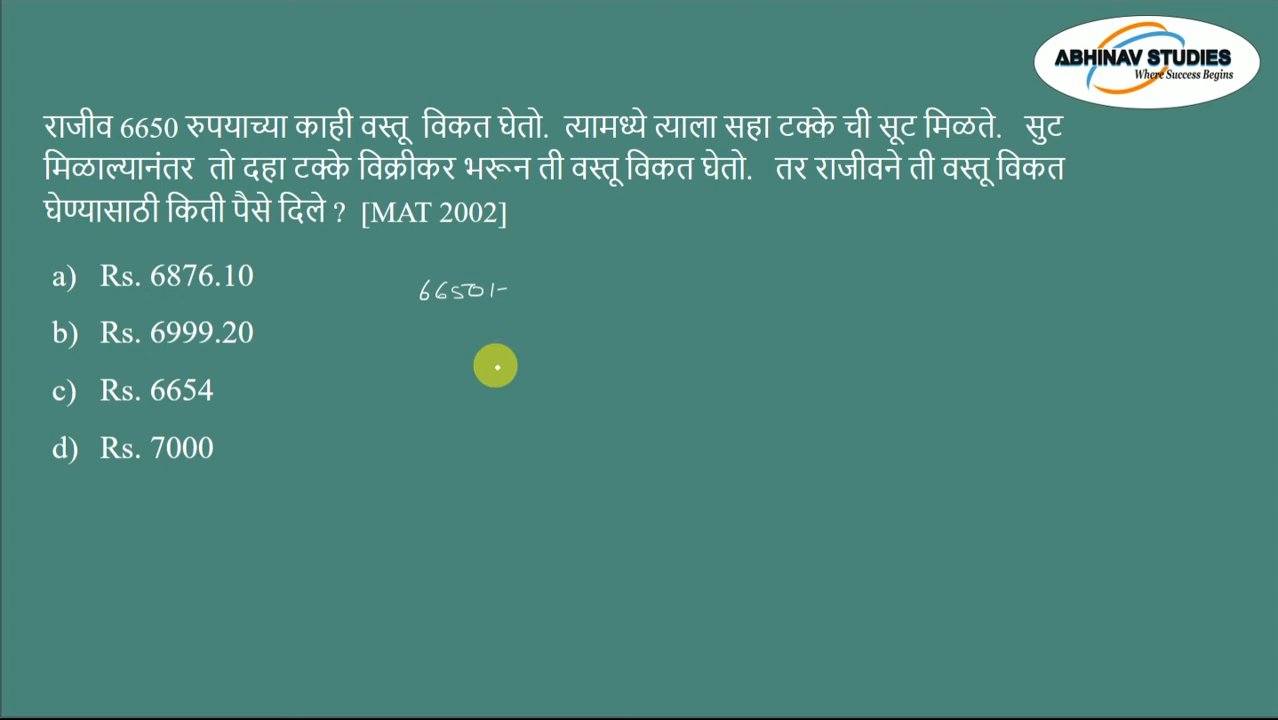 ABHINAV STUDIES
Where Success Begins
राजीव 6650 रुपयाच्या काही वस्तू विकत घेतो. त्यामध्ये त्याला सहा टक्के ची सूट मिळते. सुट
मिळाल्यानंतर तो दहा टक्के विक्रीकर भरून ती वस्तू विकत घेतो. तर राजीवने ती वस्तू विकत
घेण्यासाठी किती पैसे दिले ? [MAT 2002]
a) Rs. 6876.10
6650/-
b) Rs. 6999.20
c) Rs. 6654
d) Rs. 7000